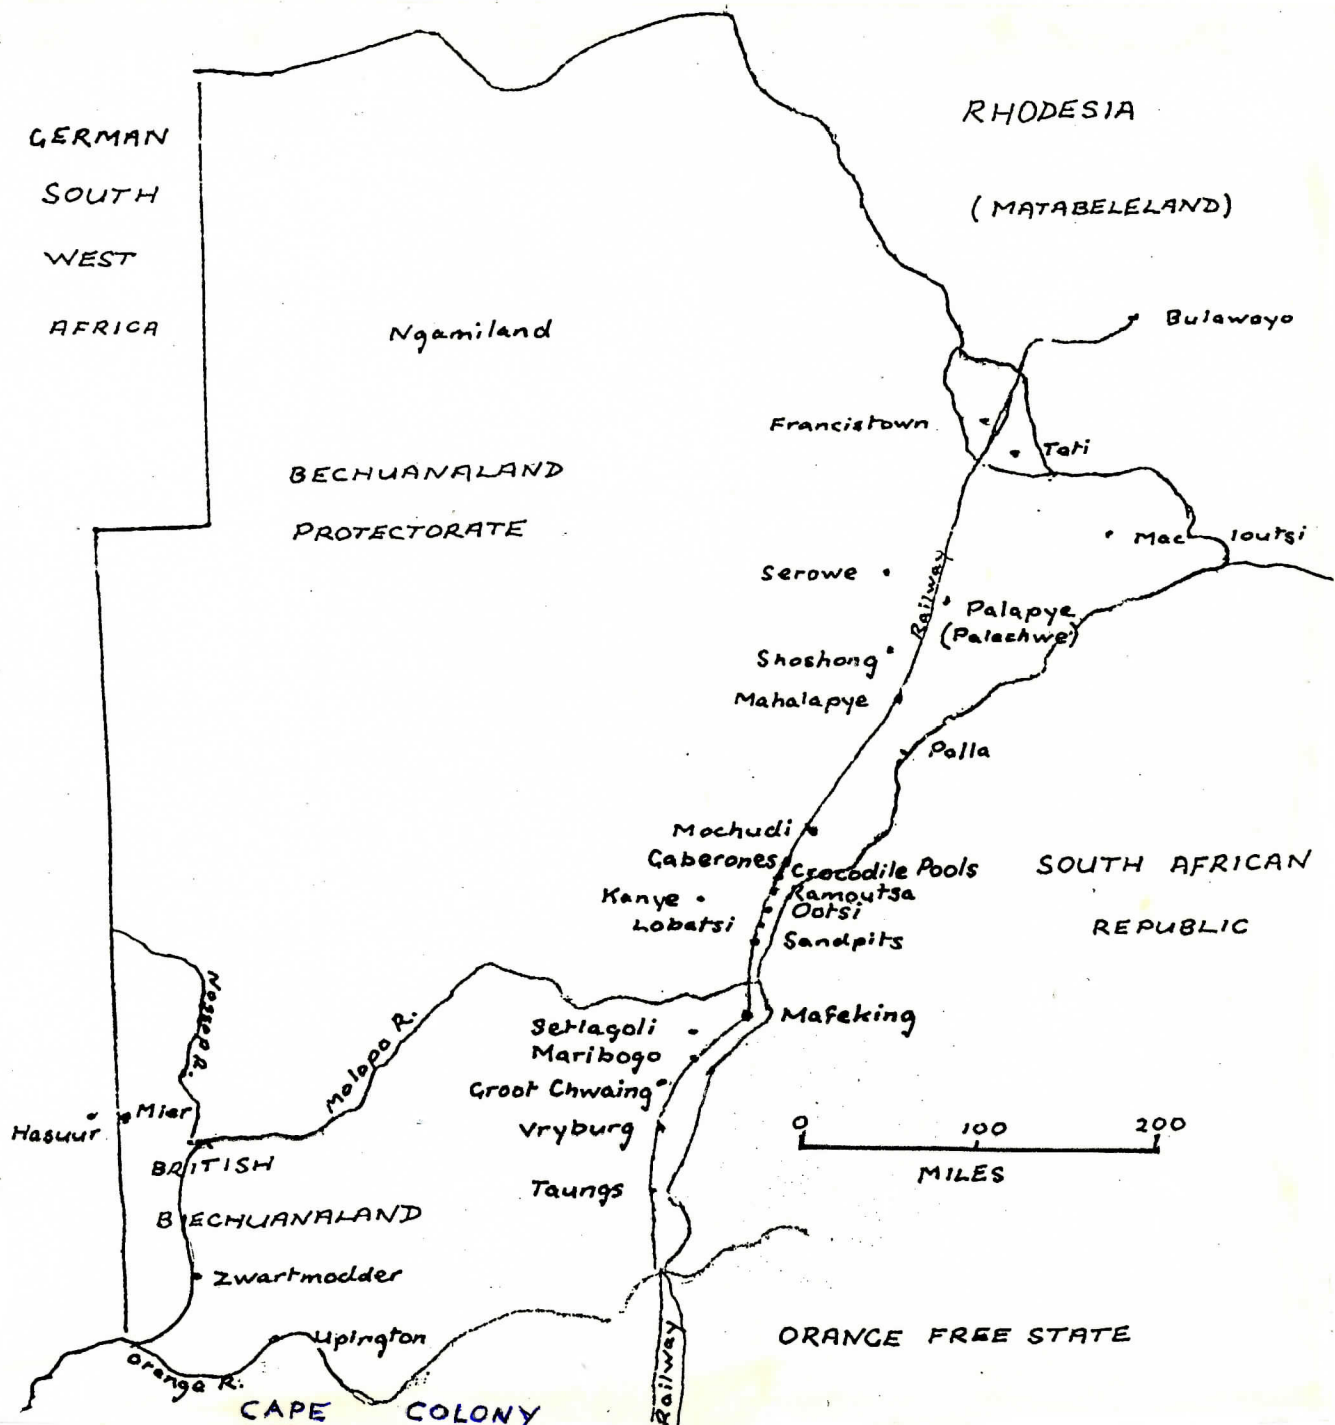 RHODESIA
(MATABELELAND)
GERMAN
SOUTH
WEST
AFRICA
Ngamiland
Bulawayo
Francistown
Tati
BECHUANALAND
PROTECTORATE
Mac loutsi
Serowe
Railway
Palapye
(Palachwe)
Shoshong
Mahalapye
Palla
Mochudi
Gaberones
Crocodile Pools
SOUTH AFRICAN
REPUBLIC
Kanye
Ramoutsa
Ootsi
Lobatsi
Sandpits
Nossop R.
Molopo R.
Mafeking
Setlagoli
Maribogo
Groot Chwaing
Hasuur
Mier
Vryburg
0 100 200
MILES
BRITISH
BECHUANALAND
Taungs
Zwartmodder
Upington
Orange R.
Railway
ORANGE FREE STATE
CAPE COLONY